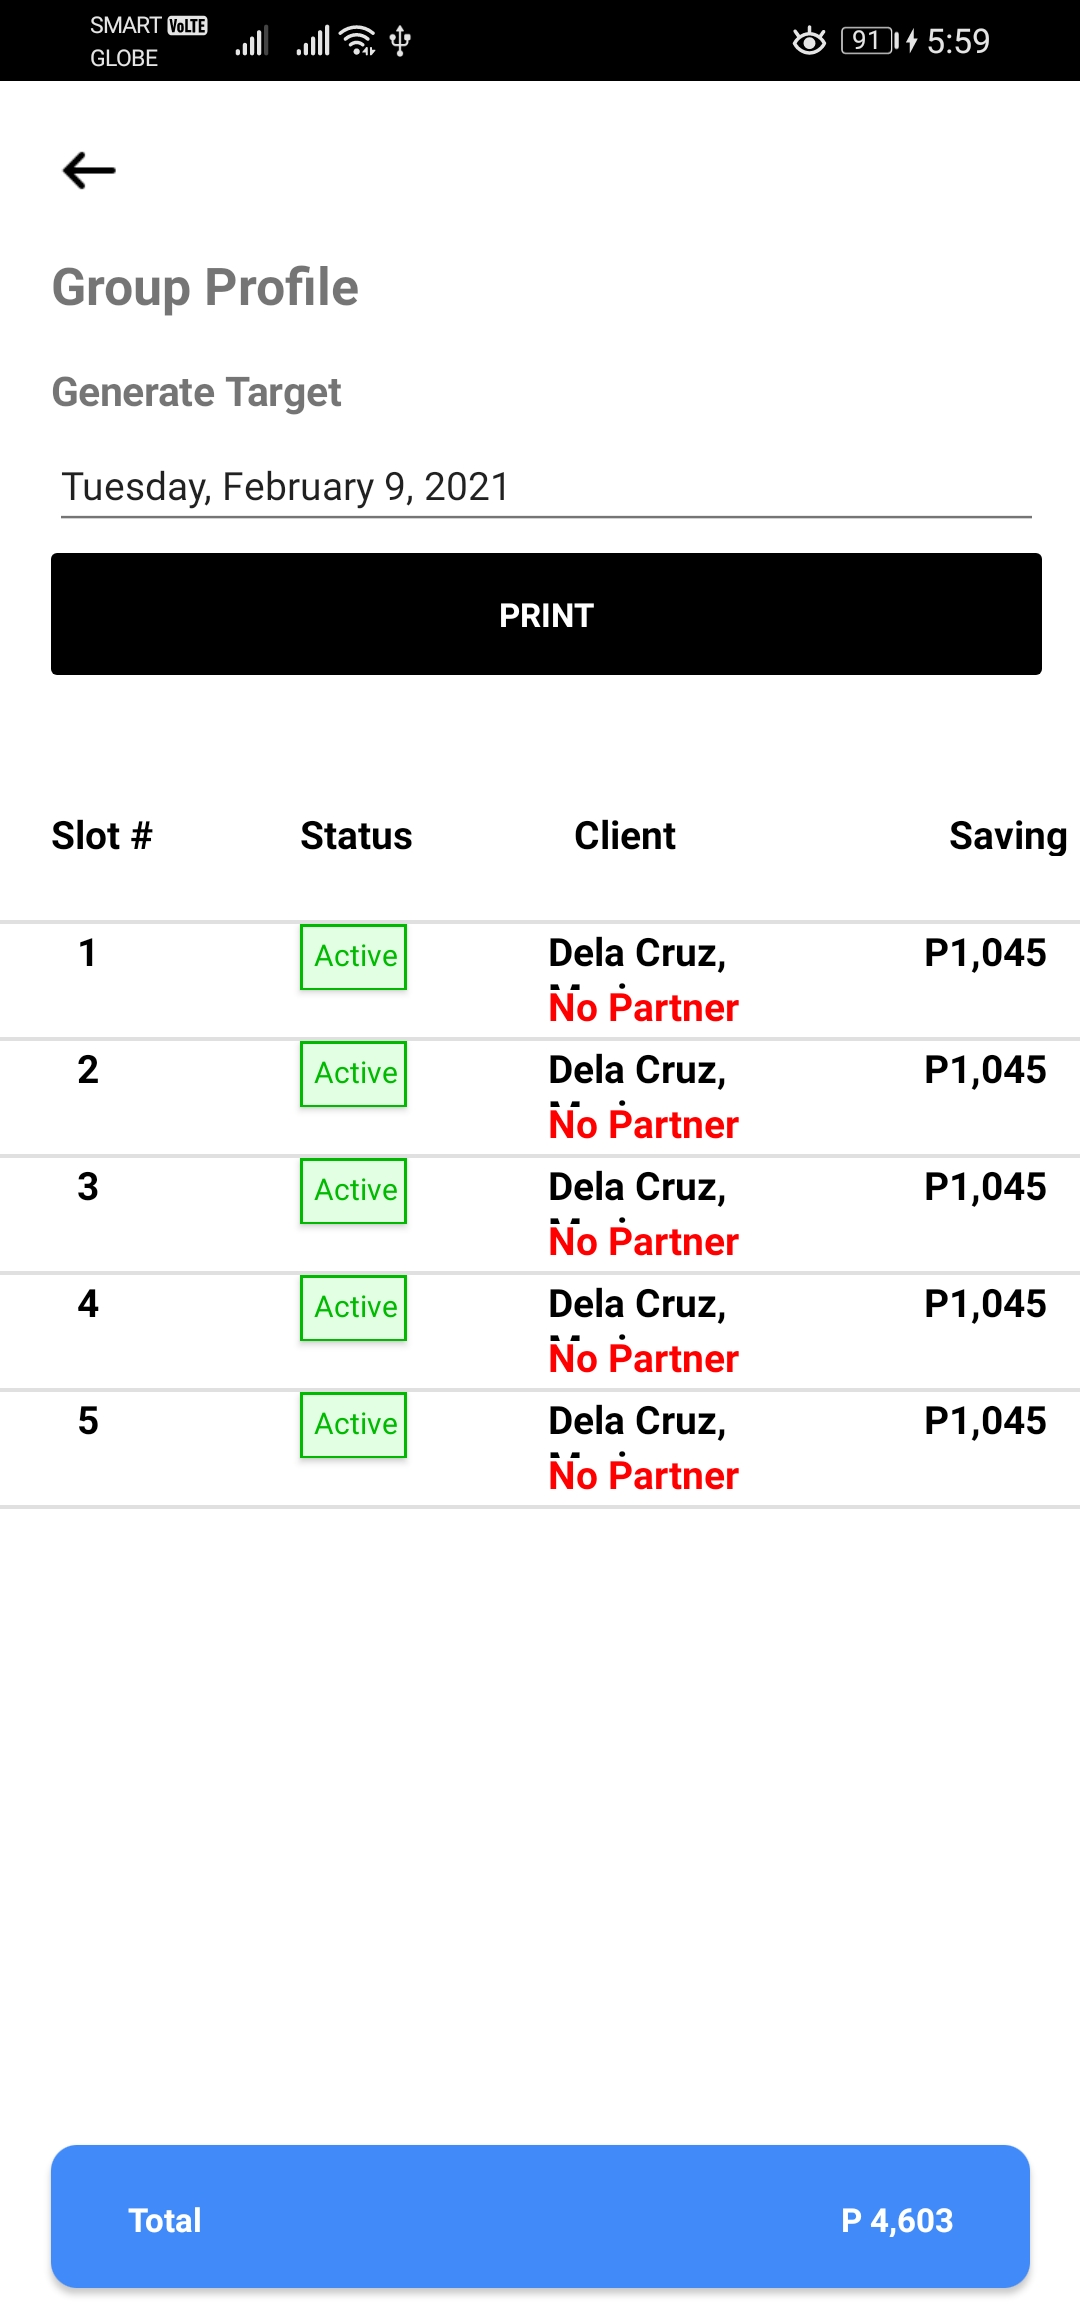 SMART VoLTE
GLOBE
91 5:59
Group Profile
Generate Target
Tuesday, February 9, 2021
PRINT
Slot # Status Client Saving
1 Active Dela Cruz, P1,045
No Partner
2 Active Dela Cruz, P1,045
No Partner
3 Active Dela Cruz, P1,045
No Partner
4 Active Dela Cruz, P1,045
No Partner
5 Active Dela Cruz, P1,045
No Partner
Total P 4,603